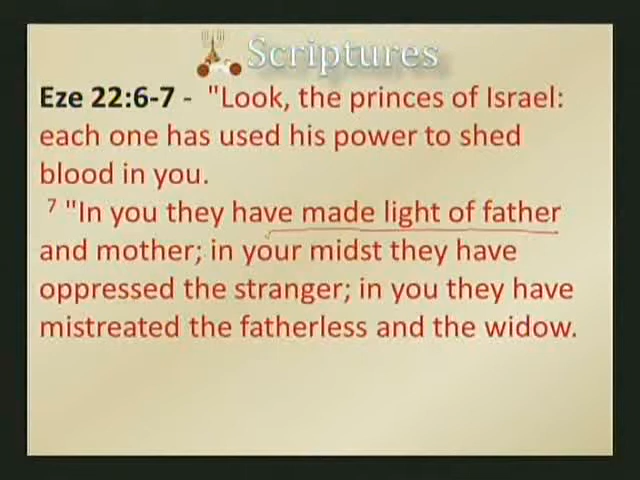 Scriptures
Eze 22:6-7 - "Look, the princes of Israel:
each one has used his power to shed
blood in you.
7 "In you they have made light of father
and mother; in your midst they have
oppressed the stranger; in you they have
mistreated the fatherless and the widow.